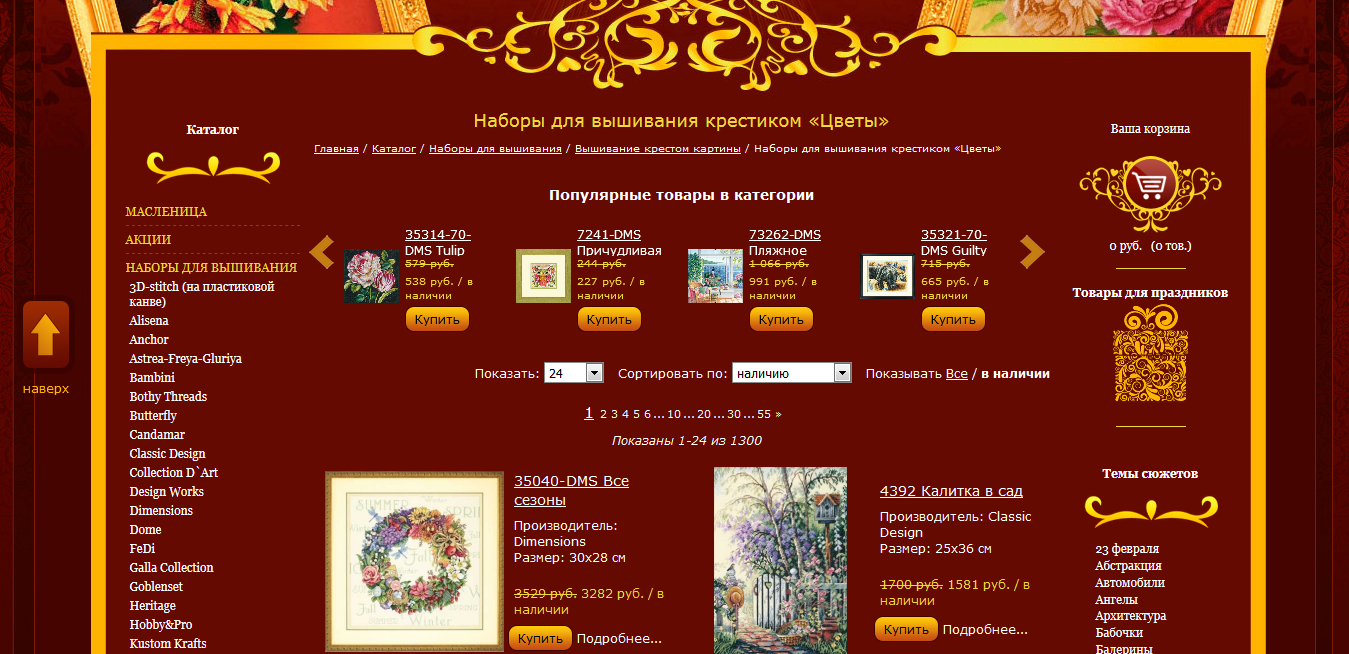 Каталог
МАСЛЕНИЦА
АКЦИИ
НАБОРЫ ДЛЯ ВЫШИВАНИЯ
3D-stitch (на пластиковой
канве)
Alisena
Anchor
Astrea-Freya-Gluriya
Bambini
Bothy Threads
Butterfly
Candamar
Classic Design
Collection D`Art
Design Works
Dimensions
Dome
FeDi
Galla Collection
Goblenset
Heritage
Hobby&Pro
Kustom Krafts
наверх
Наборы для вышивания крестиком «Цветы»
Главная / Каталог / Наборы для вышивания / Вышивание крестом картины / Наборы для вышивания крестиком «Цветы»
Популярные товары в категории
35314-70-
DMS Tulip
579 руб.
538 руб. / в
наличии
Купить
7241-DMS
Причудливая
244 руб.
227 руб. / в
наличии
Купить
73262-DMS
Пляжное
1 066 руб.
991 руб. / в
наличии
Купить
35321-70-
DMS Guilty
715 руб.
665 руб. / в
наличии
Купить
Показать: 24 Сортировать по: наличию Показывать Все / в наличии
1 2 3 4 5 6 ... 10 ... 20 ... 30 ... 55 »
Показаны 1-24 из 1300
35040-DMS Все
сезоны
Производитель:
Dimensions
Размер: 30x28 см
3529 руб. 3282 руб. / в
наличии
Купить Подробнее...
4392 Калитка в сад
Производитель: Classic
Design
Размер: 25x36 см
1700 руб. 1581 руб. / в
наличии
Купить Подробнее...
Ваша корзина
0 руб. (0 тов.)
Товары для праздников
Темы сюжетов
23 февраля
Абстракция
Автомобили
Ангелы
Архитектура
Бабочки
Балерины